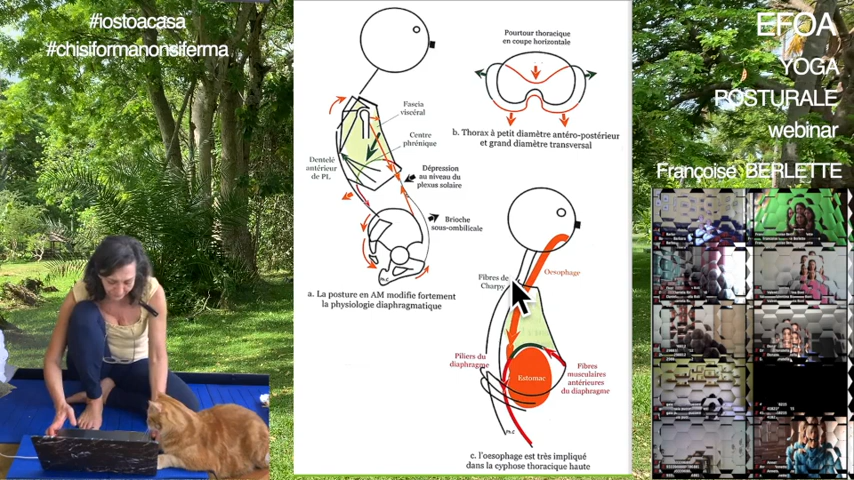 #iostoacasa
#chisiformanonsiferma
EFOA
YOGA
POSTURALE
webinar
Françoise BERLETTE
Pourtour thoracique
en coupe horizontale
b. Thorax à petit diamètre antéro-postérieur
et grand diamètre transversal
Fascia
viscéral
Centre
phrénique
Dentelé
antérieur
de PL
Dépression
au niveau du
plexus solaire
Brioche
sous-ombilicale
a. La posture en AM modifie fortement
la physiologie diaphragmatique
Fibres de
Charpy
Oesophage
Piliers du
diaphragme
Estomac
Fibres
musculaires
antérieures
du diaphragme
c. l'oesophage est très impliqué
dans la cyphose thoracique haute